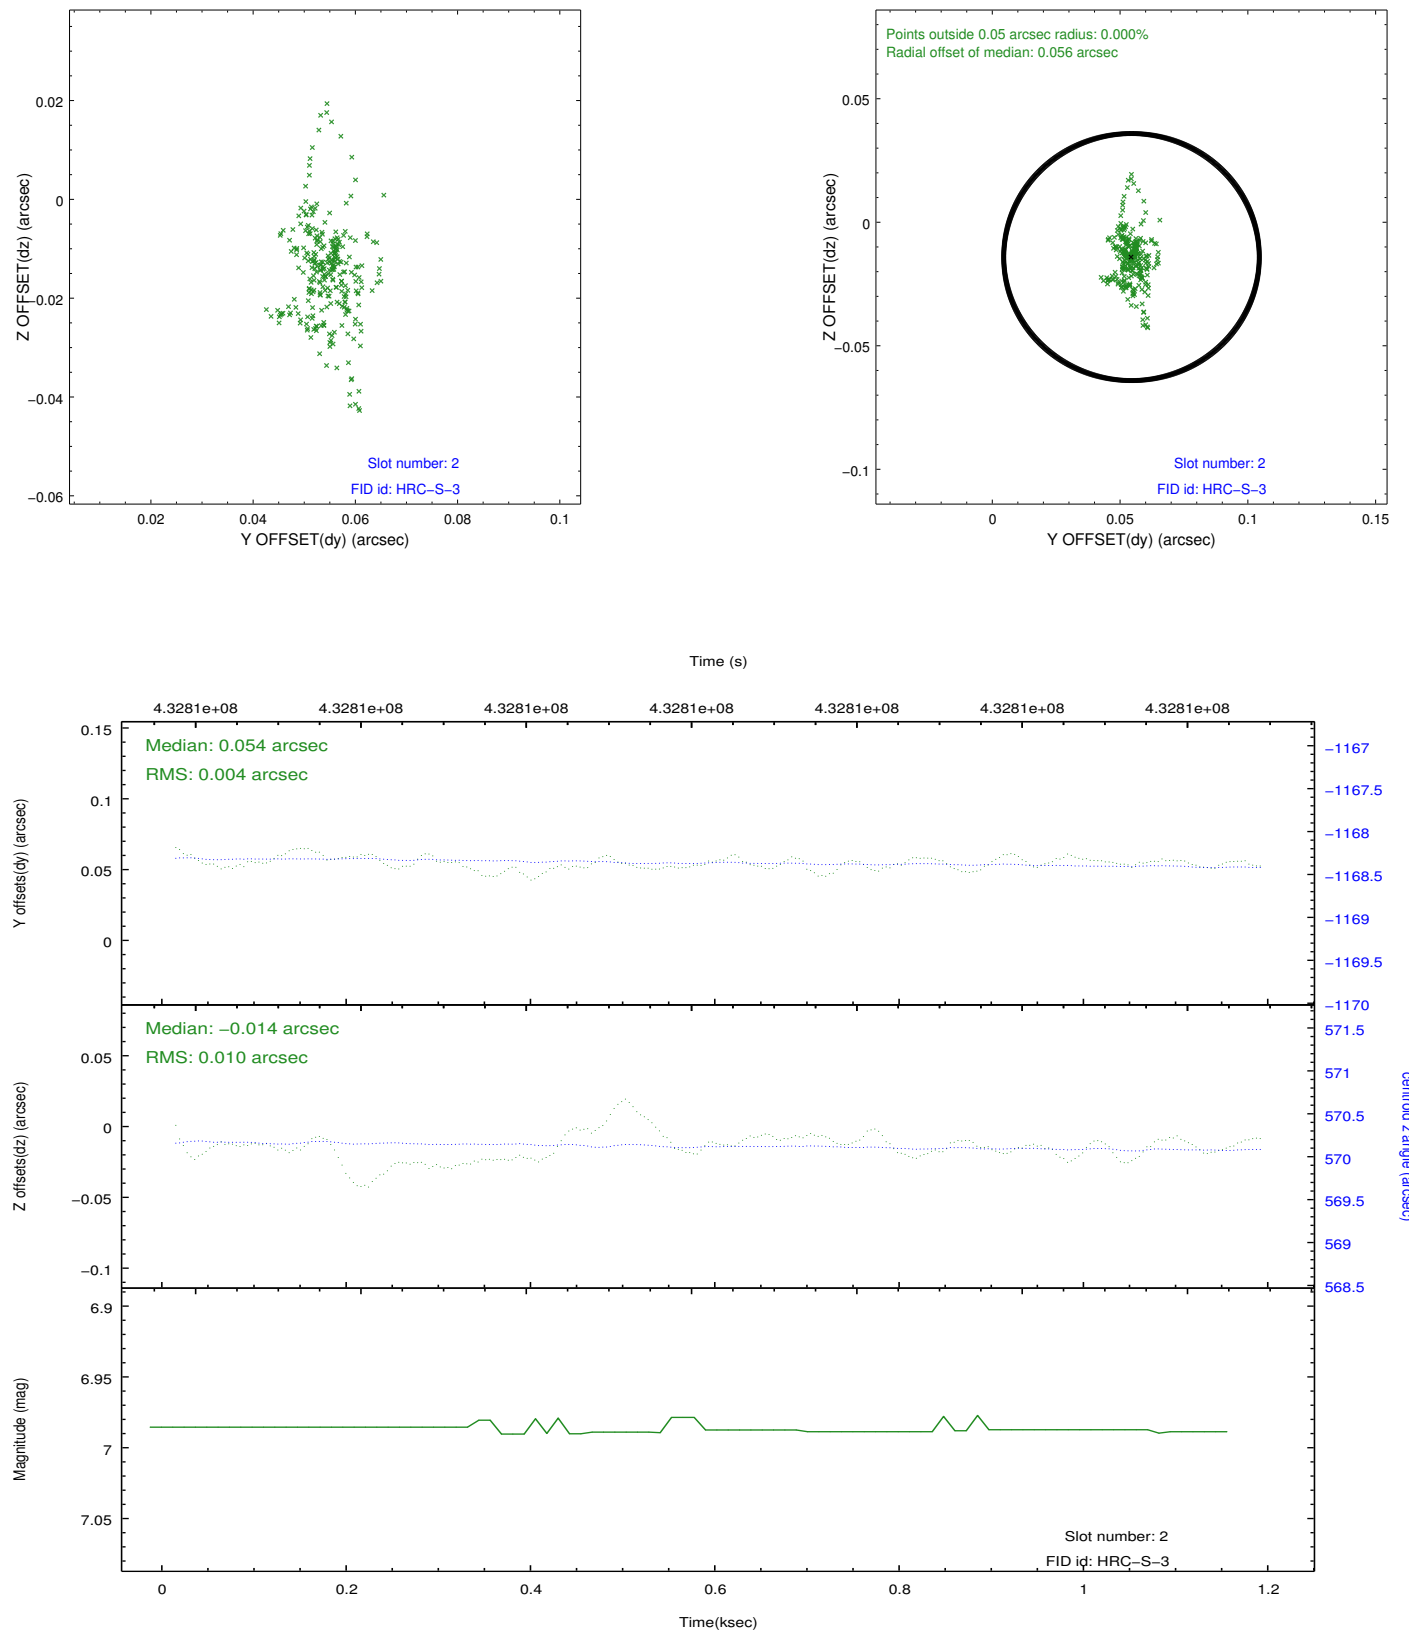 0.02
0
−0.02
−0.04
−0.06
Z OFFSET(dz) (arcsec)
0.02
0.04
0.06
0.08
0.1
Y OFFSET(dy) (arcsec)
Slot number: 2
FID id: HRC−S−3
Points outside 0.05 arcsec radius: 0.000%
Radial offset of median: 0.056 arcsec
0.05
0
−0.05
−0.1
Z OFFSET(dz) (arcsec)
0
0.05
0.1
0.15
Y OFFSET(dy) (arcsec)
Slot number: 2
FID id: HRC−S−3
Time (s)
4.3281e+08
4.3281e+08
4.3281e+08
4.3281e+08
4.3281e+08
4.3281e+08
4.3281e+08
Median: 0.054 arcsec
RMS: 0.004 arcsec
0.15
0.1
0.05
0
Y offsets(dy) (arcsec)
−1167
−1167.5
−1168
−1168.5
−1169
−1169.5
−1170
Median: −0.014 arcsec
RMS: 0.010 arcsec
0.05
0
−0.05
−0.1
Z offsets(dz) (arcsec)
571.5
571
570.5
570
569.5
569
568.5
centroid z angle (arcsec)
6.9
6.95
7
7.05
Magnitude (mag)
Slot number: 2
FID id: HRC−S−3
0
0.2
0.4
0.6
0.8
1
1.2
Time(ksec)